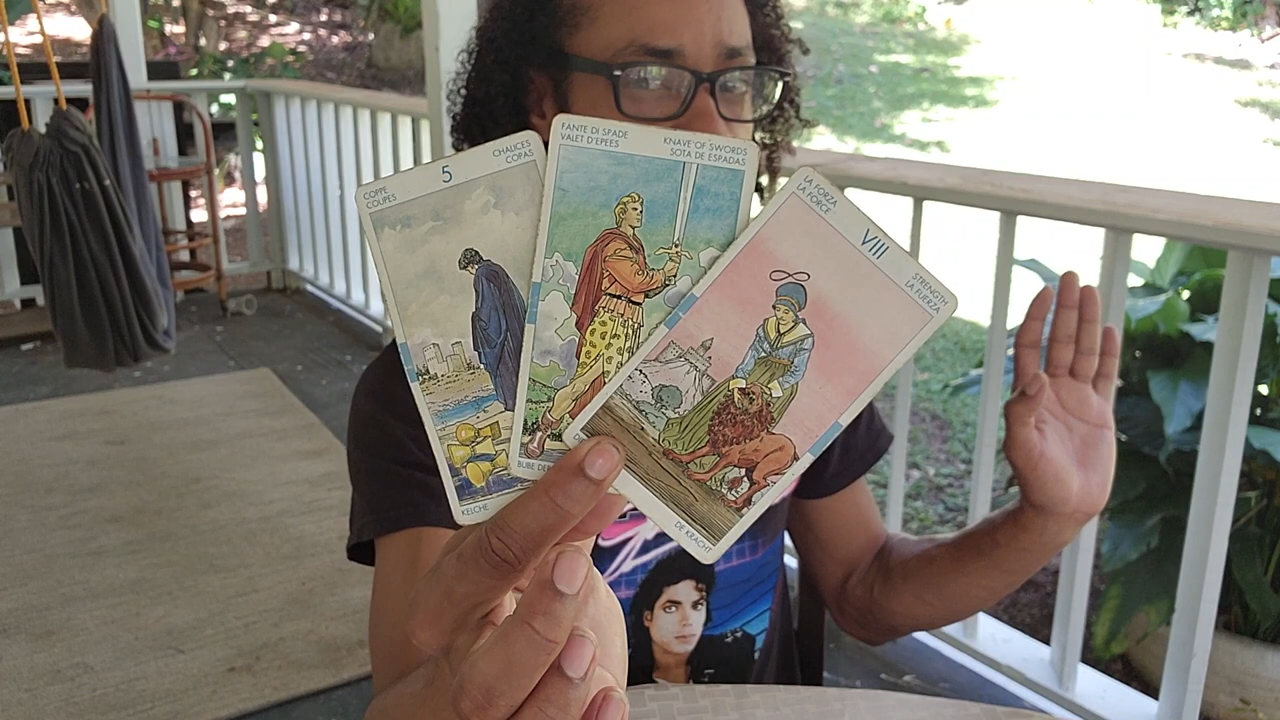 COPPE
COUPES
5
CHALICES
COPAS
KELCHE
FANTE DI SPADE
VALET D'EPEES
KNAVE OF SWORDS
SOTA DE ESPADAS
LA FORZA
LA FORCE
VIII
STRENGTH
LA FUERZA
DE KRACHT